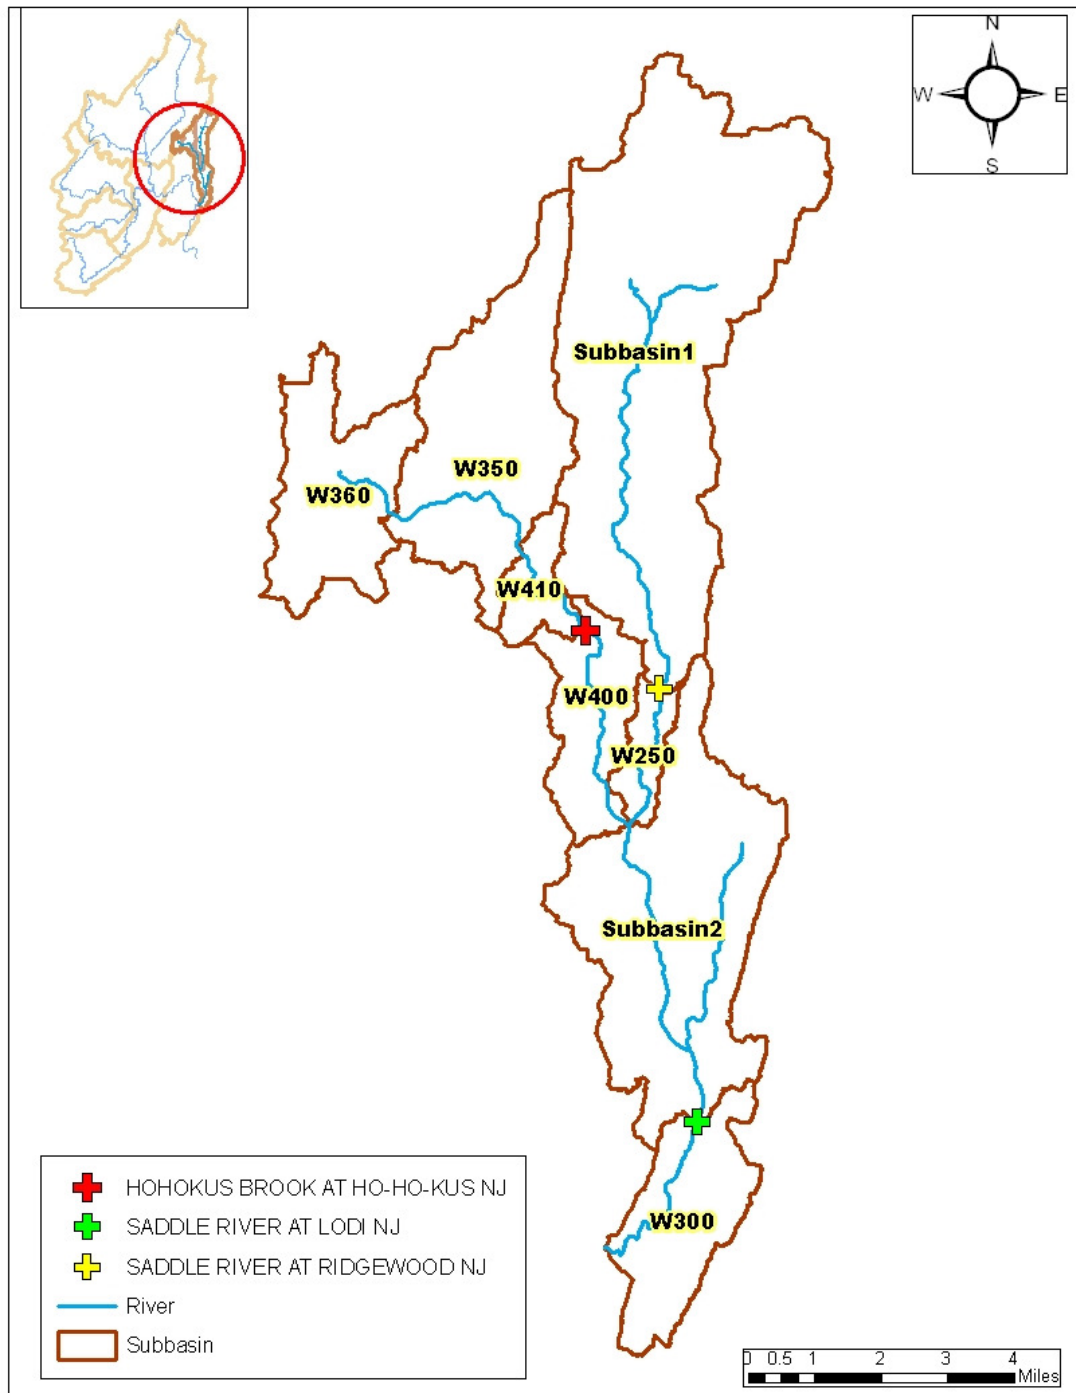 N
W E
S
Subbasin1
W350
W360
W410
W400
W250
Subbasin2
W300
HOHOKUS BROOK AT HO-HO-KUS NJ
SADDLE RIVER AT LODI NJ
SADDLE RIVER AT RIDGEWOOD NJ
River
Subbasin
0 0.5 1 2 3 4
Miles